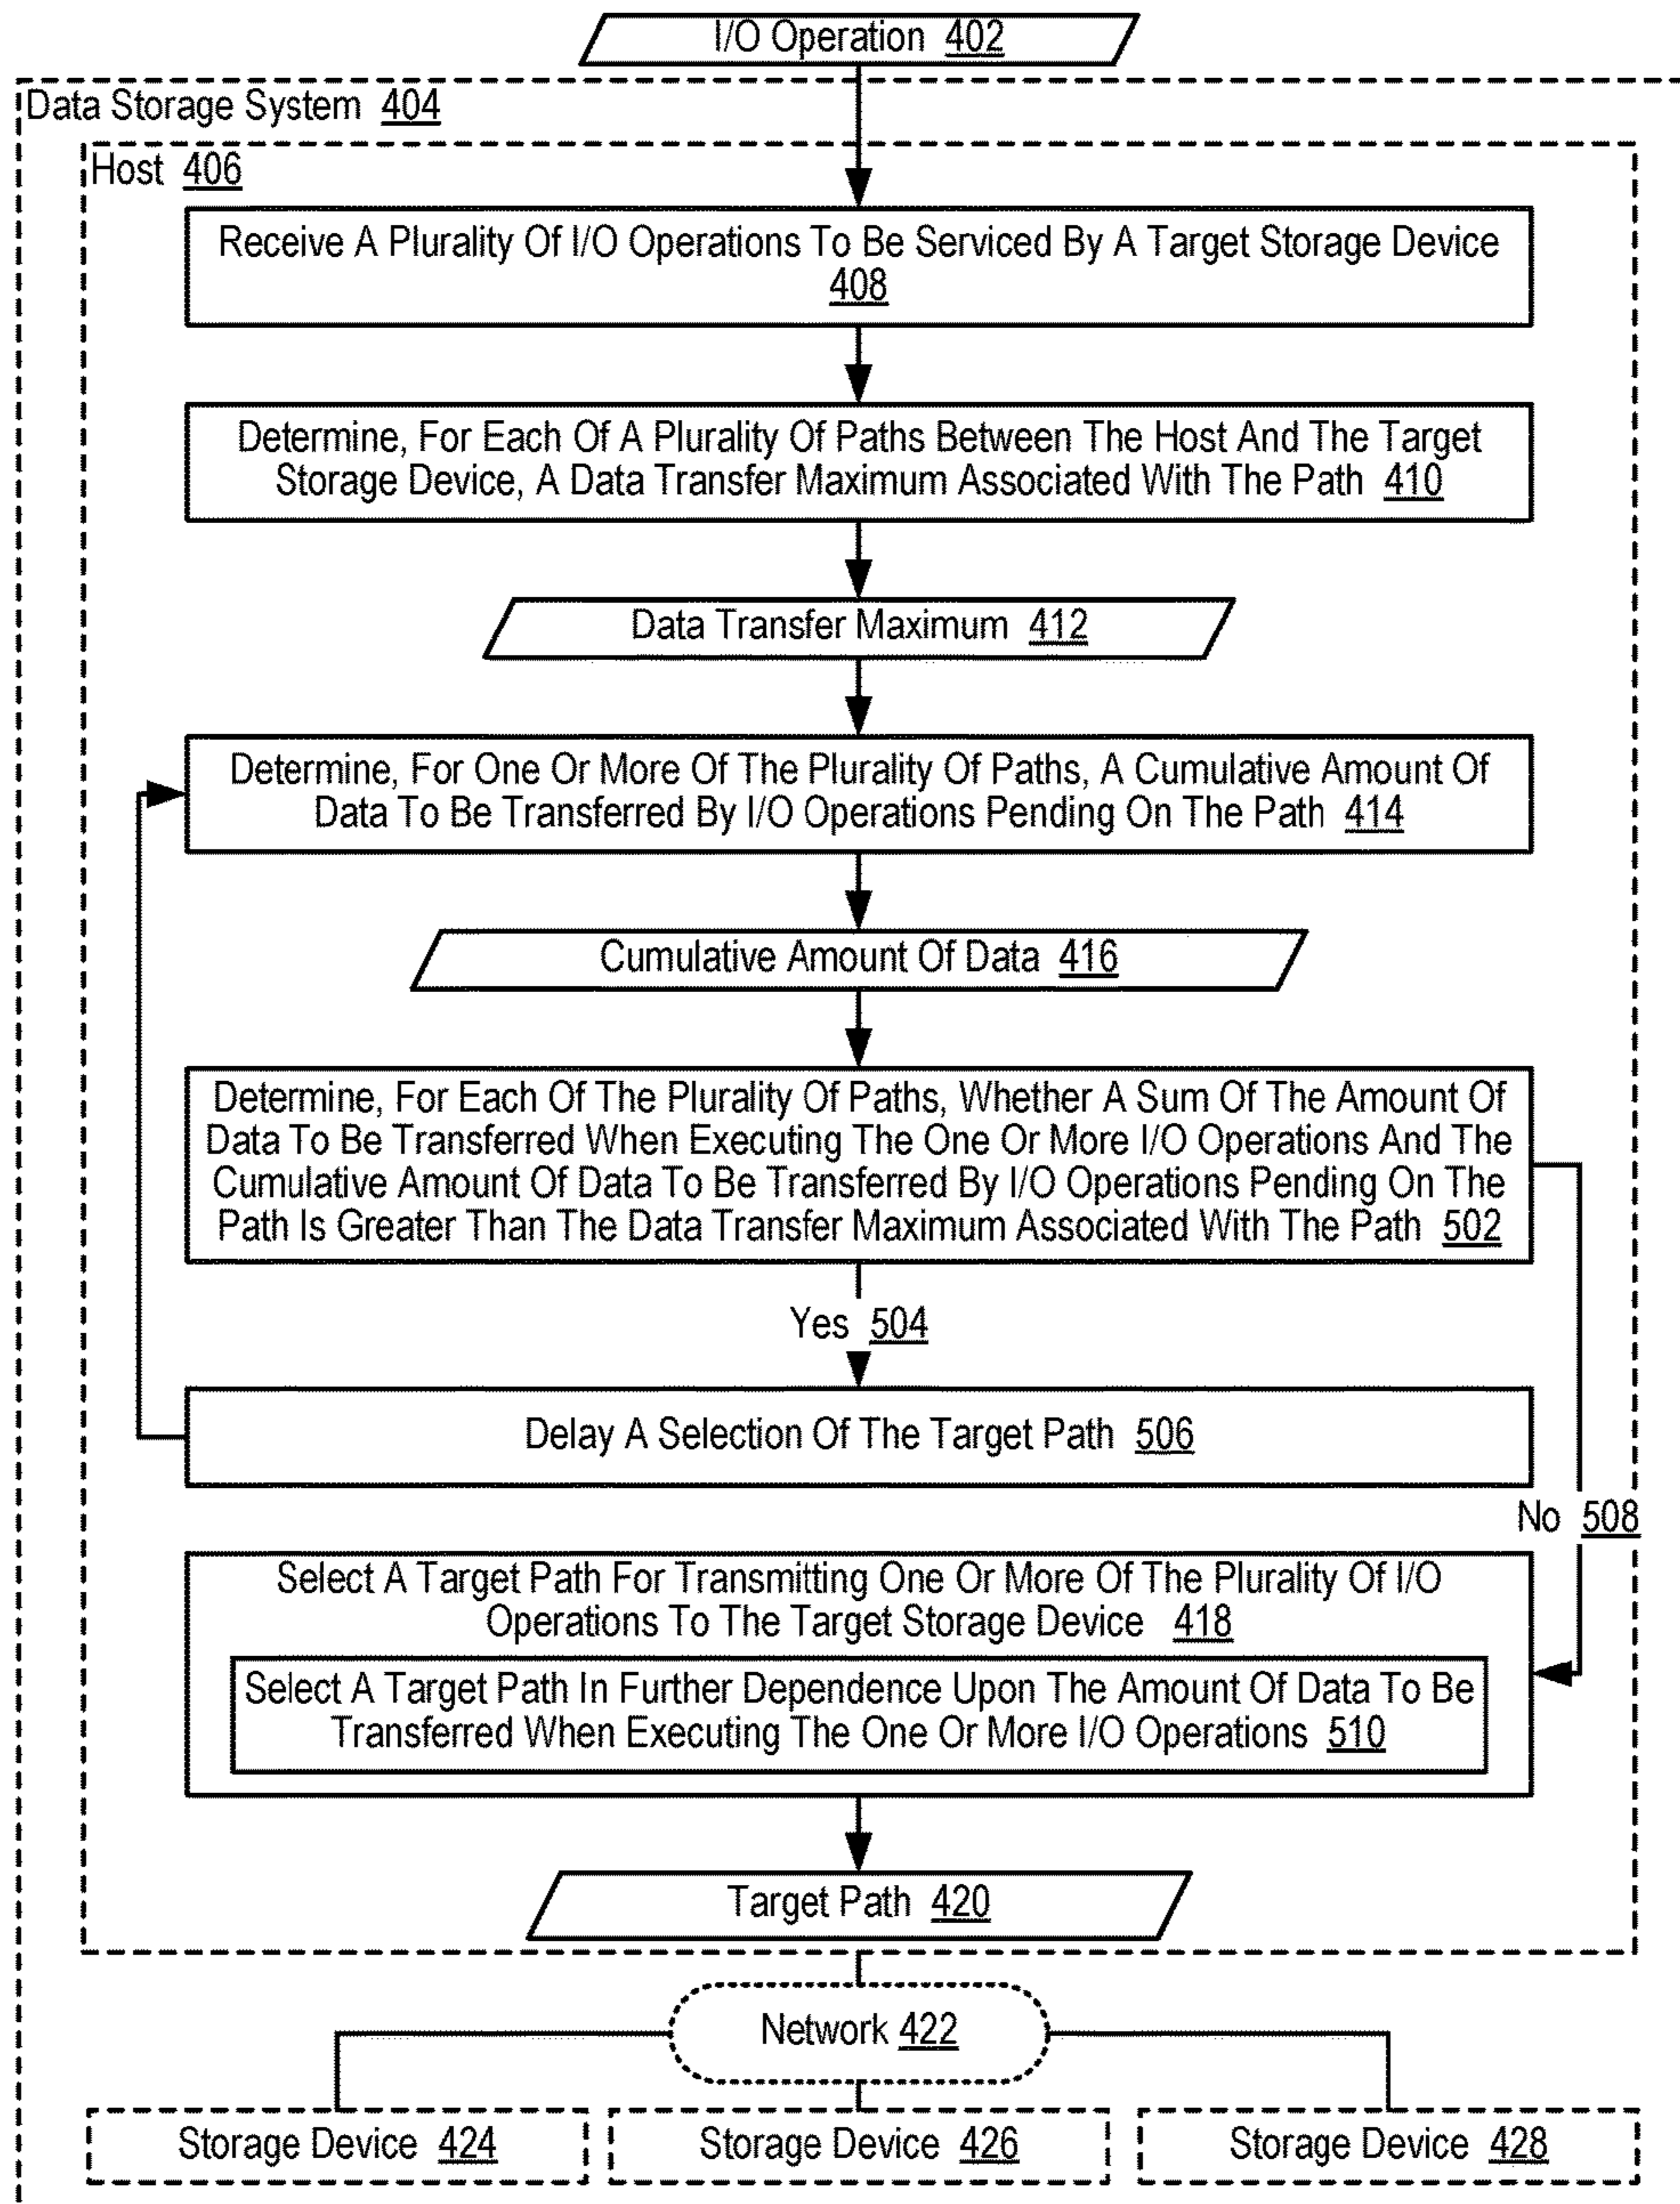 I/O Operation 402
Data Storage System 404
Host 406
Receive A Plurality Of I/O Operations To Be Serviced By A Target Storage Device
408
Determine, For Each Of A Plurality Of Paths Between The Host And The Target
Storage Device, A Data Transfer Maximum Associated With The Path 410
Data Transfer Maximum 412
Determine, For One Or More Of The Plurality Of Paths, A Cumulative Amount Of
Data To Be Transferred By I/O Operations Pending On The Path 414
Cumulative Amount Of Data 416
Determine, For Each Of The Plurality Of Paths, Whether A Sum Of The Amount Of
Data To Be Transferred When Executing The One Or More I/O Operations And The
Cumulative Amount Of Data To Be Transferred By I/O Operations Pending On The
Path Is Greater Than The Data Transfer Maximum Associated With The Path 502
Yes 504
Delay A Selection Of The Target Path 506
No 508
Select A Target Path For Transmitting One Or More Of The Plurality Of I/O
Operations To The Target Storage Device 418
Select A Target Path In Further Dependence Upon The Amount Of Data To Be
Transferred When Executing The One Or More I/O Operations 510
Target Path 420
Network 422
Storage Device 424
Storage Device 426
Storage Device 428